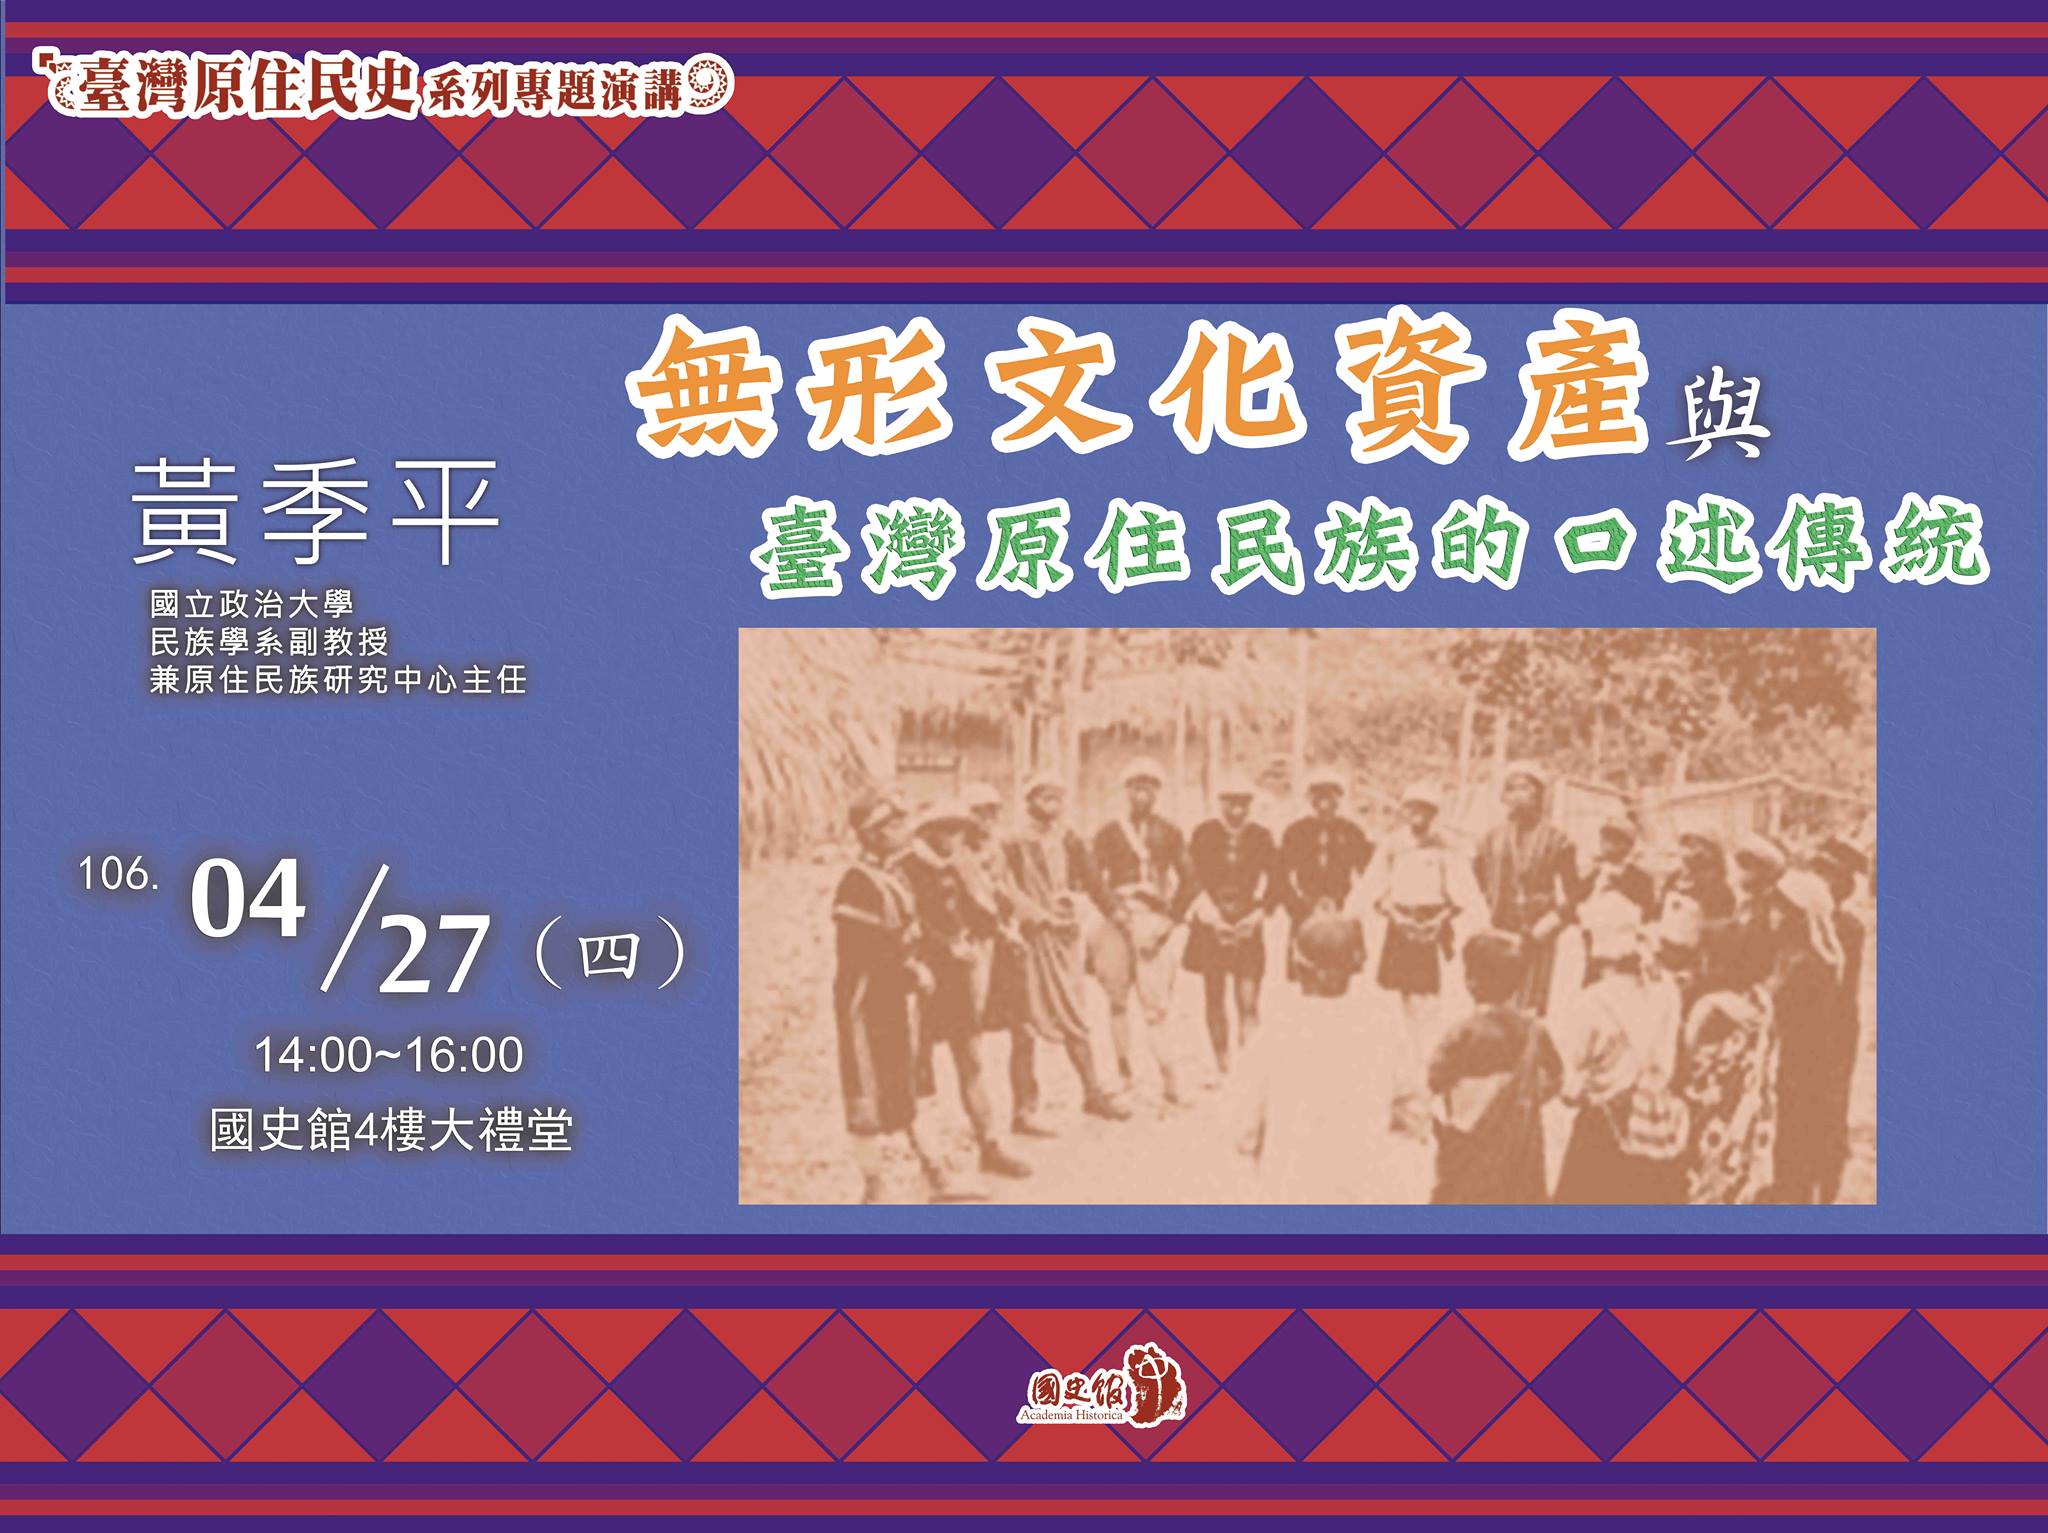 臺灣原住民史系列專題演講
無形文化資產與
臺灣原住民族的口述傳統
黃季平
國立政治大學
民族學系副教授
兼原住民族研究中心主任
106. 04/27（四）
14:00~16:00
國史館4樓大禮堂
國史館
Academia Historica